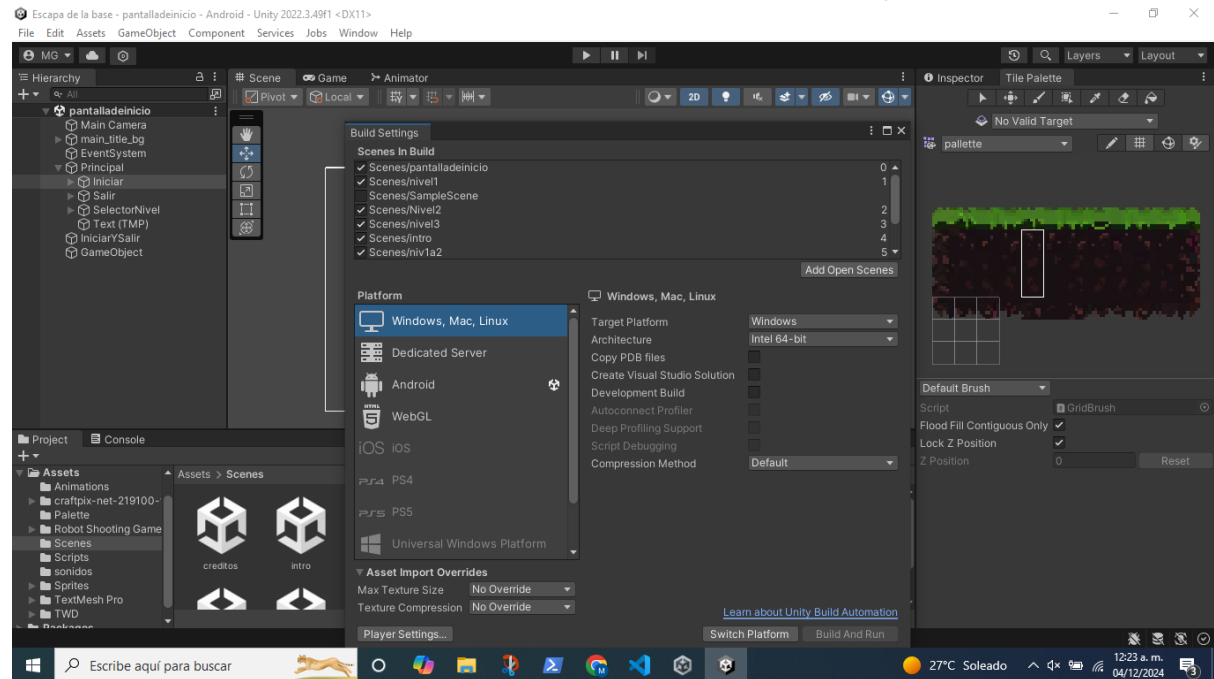 Escapa de la base - pantalladeinicio - Android - Unity 2022.3.49f1 <DX11>
File Edit Assets GameObject Component Services Jobs Window Help
MG
Layers Layout
Hierarchy
All
pantalladeinicio
Main Camera
main_title_bg
EventSystem
Principal
Iniciar
Salir
SelectorNivel
Text (TMP)
IniciarYSalir
GameObject
Scene Game Animator
Pivot Local 2D
Build Settings
Scenes In Build
Scenes/pantalladeinicio 0
Scenes/nivel1 1
Scenes/SampleScene
Scenes/Nivel2 2
Scenes/nivel3 3
Scenes/intro 4
Scenes/niv1a2 5
Add Open Scenes
Platform
Windows, Mac, Linux
Dedicated Server
Android
HTML
WebGL
iOS iOS
PS4 PS4
PS5 PS5
Universal Windows Platform
Windows, Mac, Linux
Target Platform Windows
Architecture Intel 64-bit
Copy PDB files
Create Visual Studio Solution
Development Build
Autoconnect Profiler
Deep Profiling Support
Script Debugging
Compression Method Default
Asset Import Overrides
Max Texture Size No Override
Texture Compression No Override
Learn about Unity Build Automation
Player Settings...
Switch Platform Build And Run
Inspector Tile Palette
No Valid Target
pallette
Default Brush
Script GridBrush
Flood Fill Contiguous Only
Lock Z Position
Z Position 0 Reset
Project Console
Assets
Animations
craftpix-net-219100-
Palette
Robot Shooting Game
Scenes
Scripts
sonidos
Sprites
TextMesh Pro
TWD
Packages
Assets > Scenes
creditos intro
Escribe aquí para buscar
27°C Soleado
12:23 a. m.
04/12/2024
3